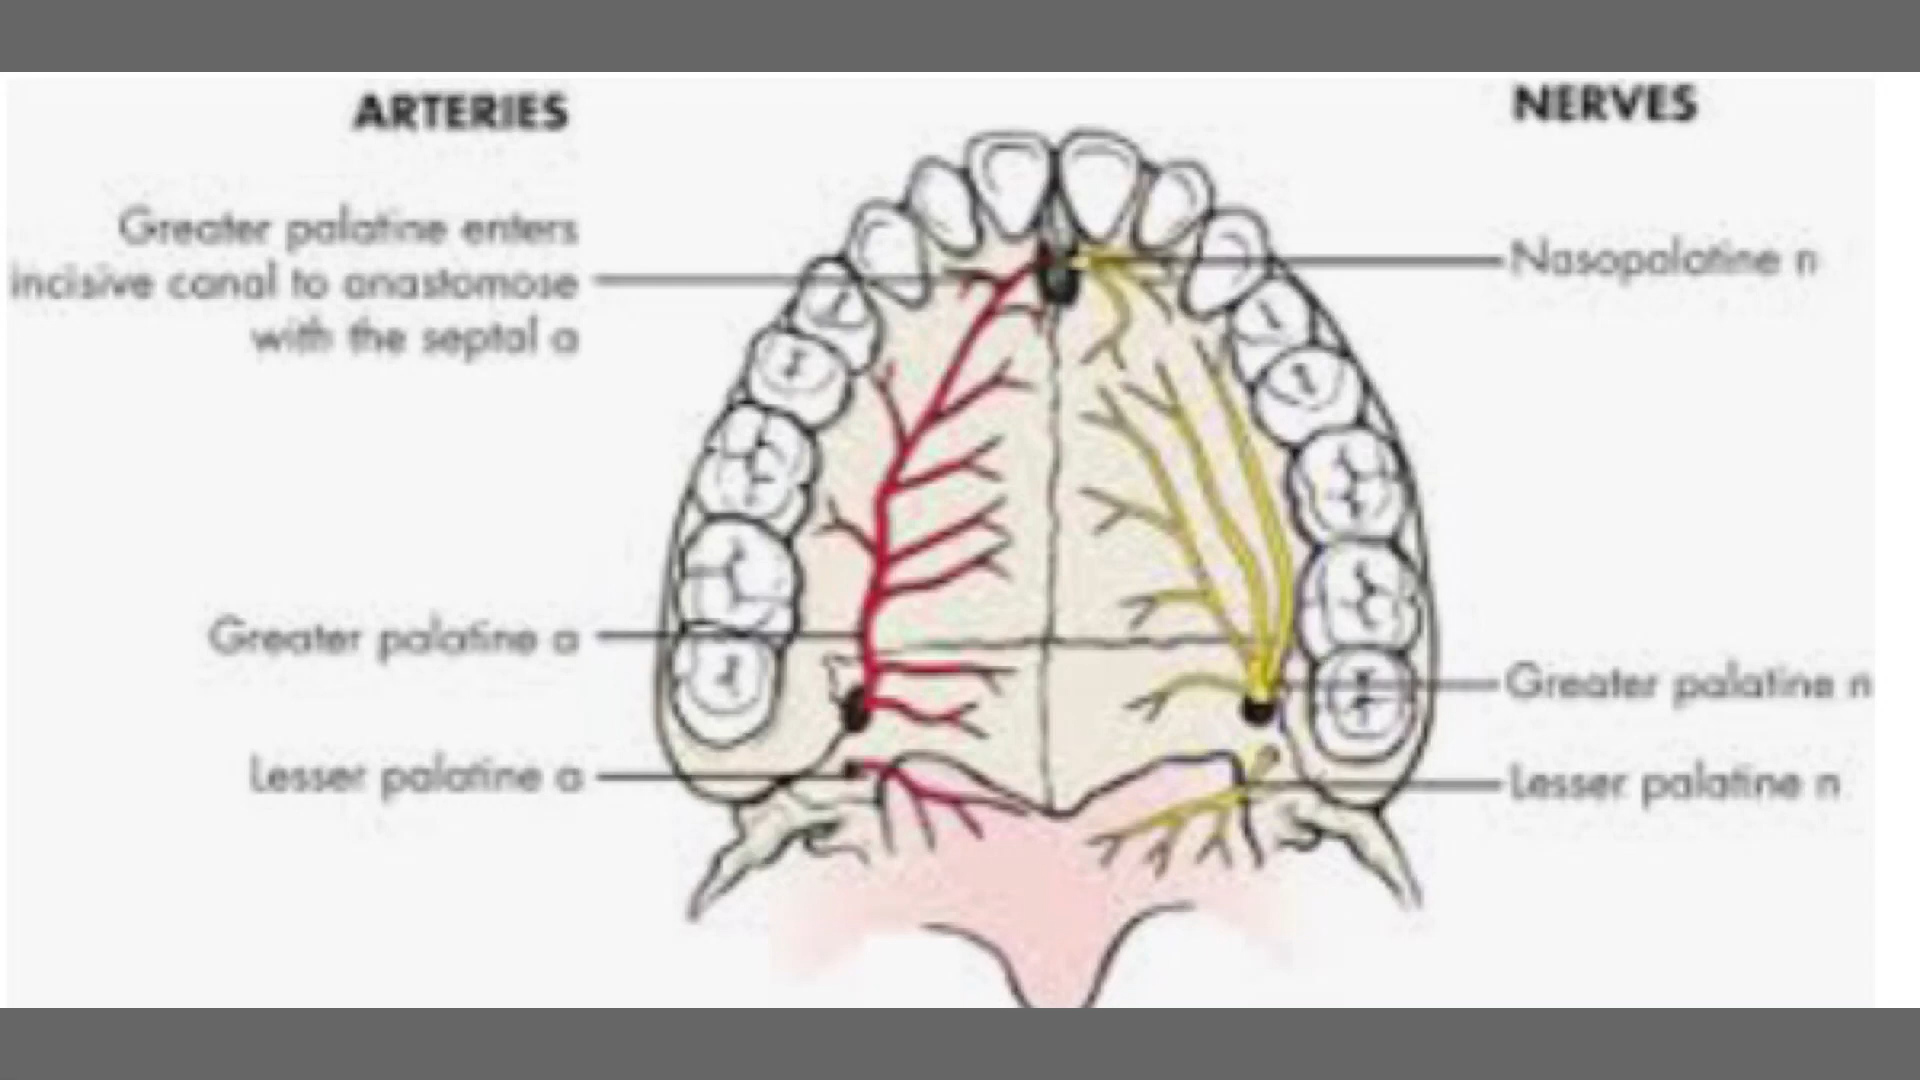 ARTERIES
Greater palatine enters
incisive canal to anastomose
with the septal a
Greater palatine a
Lesser palatine a
NERVES
Nasopalatine n
Greater palatine n
Lesser palatine n